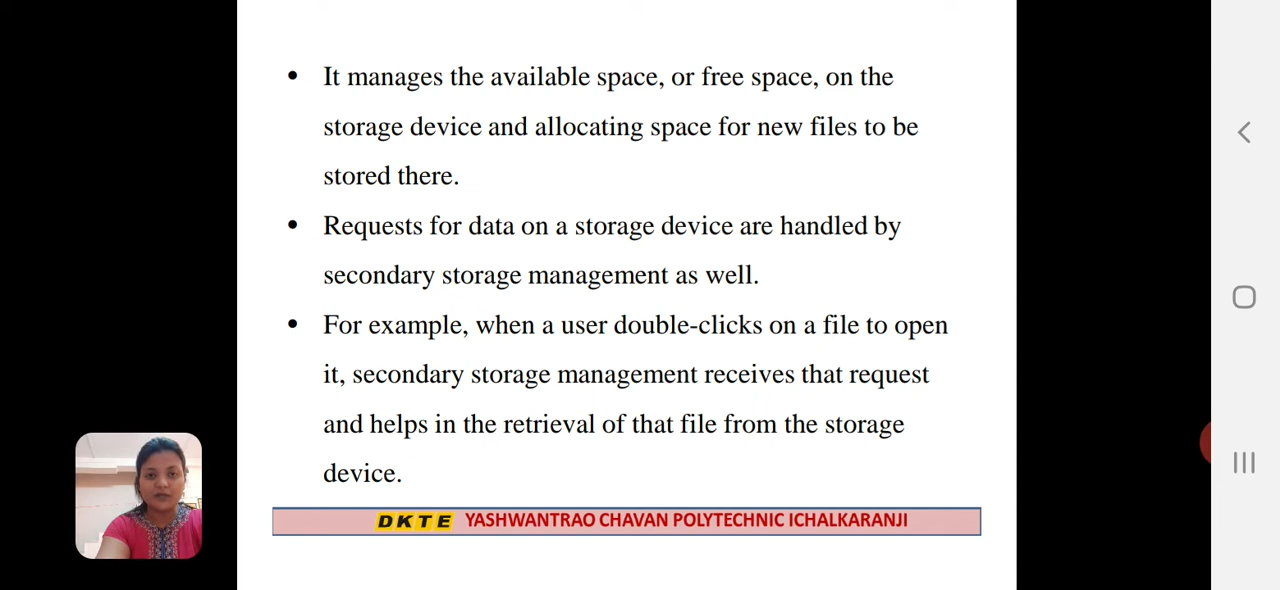 • It manages the available space, or free space, on the
storage device and allocating space for new files to be
stored there.
• Requests for data on a storage device are handled by
secondary storage management as well.
• For example, when a user double-clicks on a file to open
it, secondary storage management receives that request
and helps in the retrieval of that file from the storage
device.
DKTE YASHWANTRAO CHAVAN POLYTECHNIC ICHALKARANJI